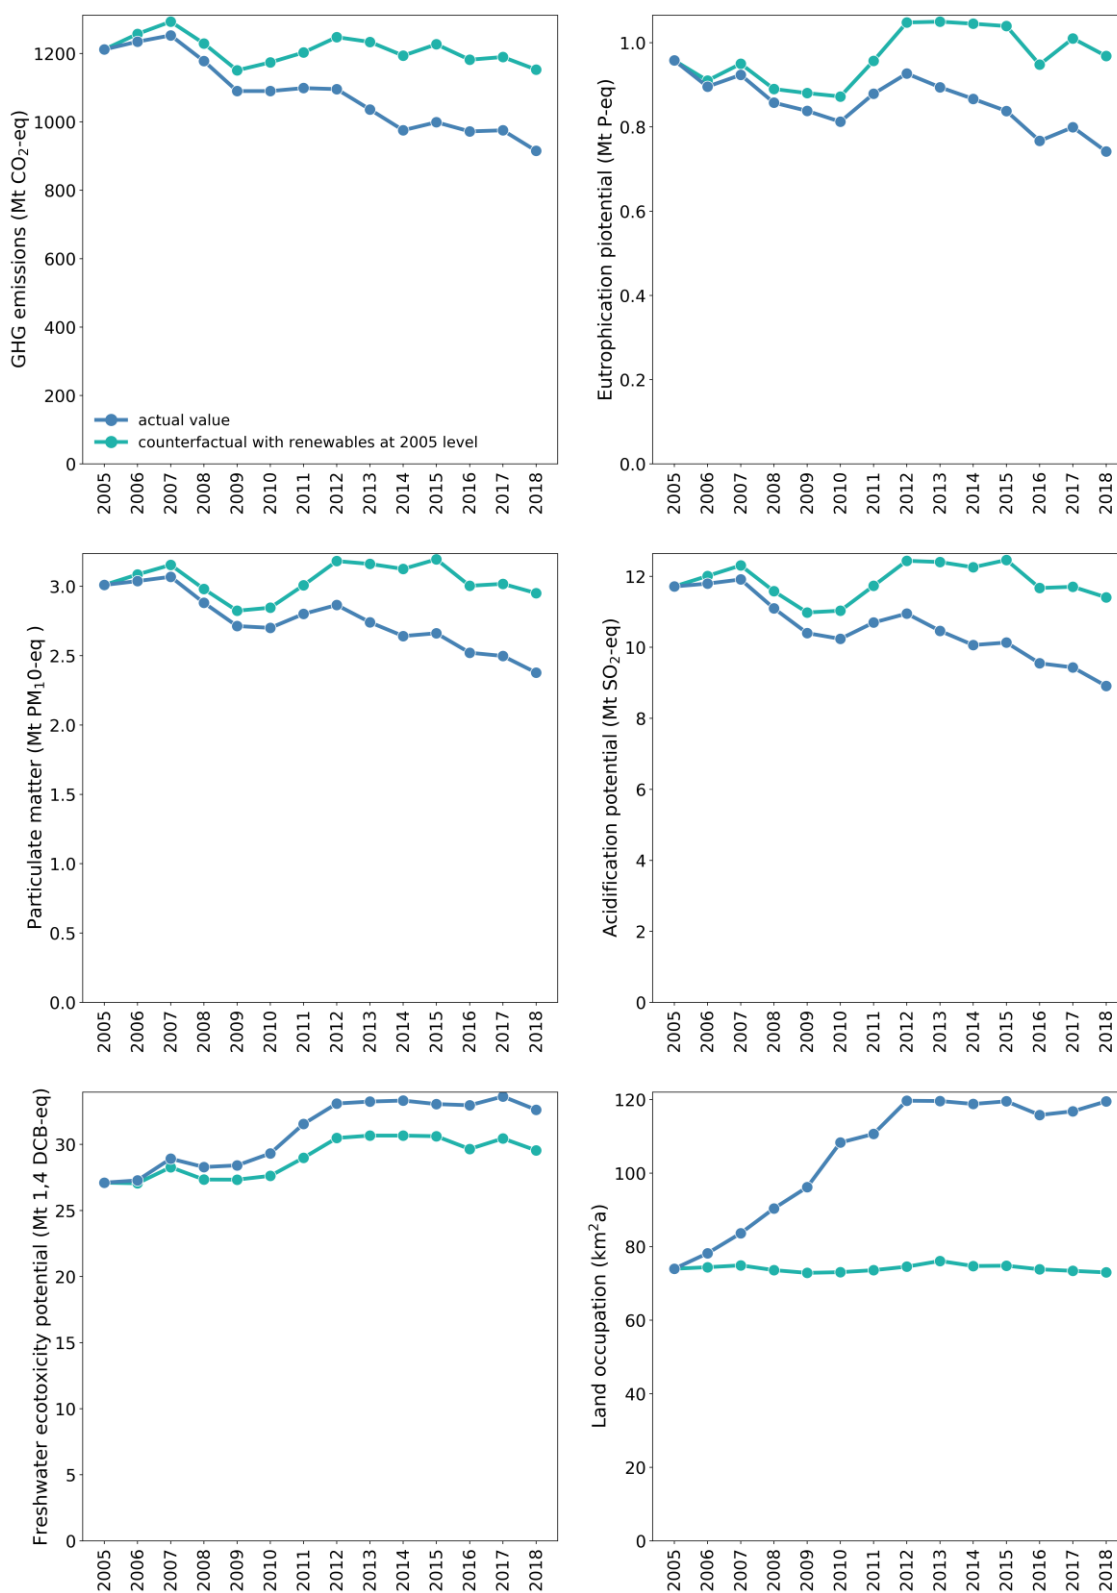 GHG emissions (Mt CO₂-eq)
1200
1000
800
600
400
200
0
actual value
counterfactual with renewables at 2005 level
2005 2006 2007 2008 2009 2010 2011 2012 2013 2014 2015 2016 2017 2018
Eutrophication piotential (Mt P-eq)
1.0
0.8
0.6
0.4
0.2
0.0
2005 2006 2007 2008 2009 2010 2011 2012 2013 2014 2015 2016 2017 2018
Particulate matter (Mt PM₁0-eq )
3.0
2.5
2.0
1.5
1.0
0.5
0.0
2005 2006 2007 2008 2009 2010 2011 2012 2013 2014 2015 2016 2017 2018
Acidification potential (Mt SO₂-eq)
12
10
8
6
4
2
0
2005 2006 2007 2008 2009 2010 2011 2012 2013 2014 2015 2016 2017 2018
Freshwater ecotoxicity potential (Mt 1,4 DCB-eq)
30
25
20
15
10
5
0
2005 2006 2007 2008 2009 2010 2011 2012 2013 2014 2015 2016 2017 2018
Land occupation (km²a)
120
100
80
60
40
20
0
2005 2006 2007 2008 2009 2010 2011 2012 2013 2014 2015 2016 2017 2018